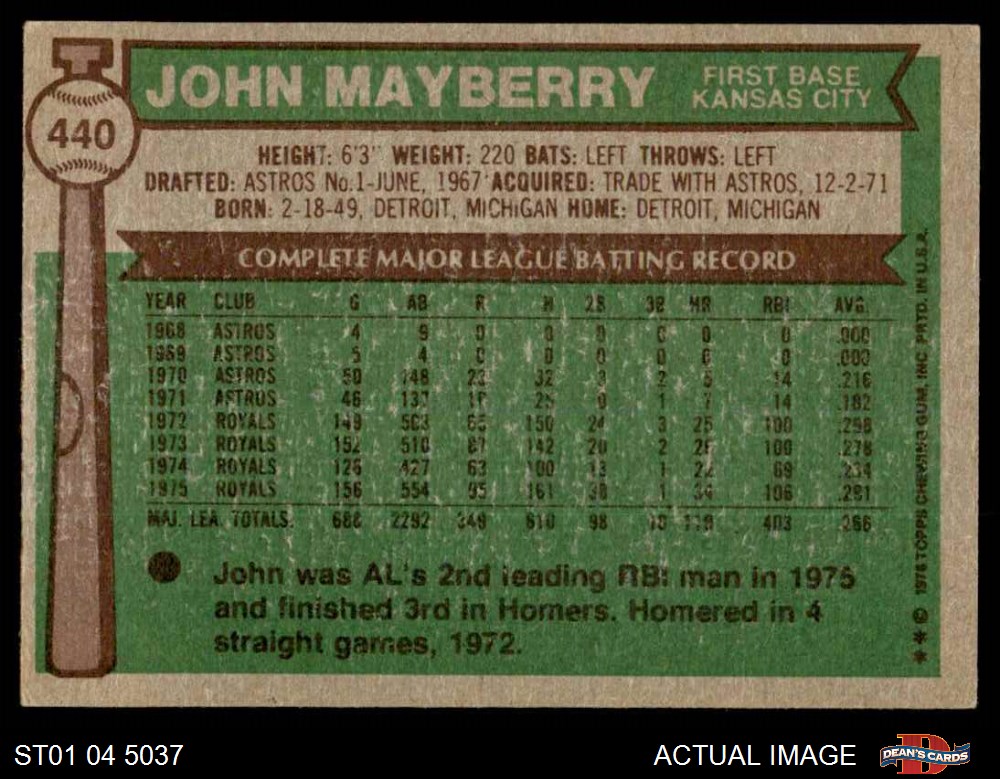 440
JOHN MAYBERRY
FIRST BASE
KANSAS CITY
HEIGHT: 6'3" WEIGHT: 220 BATS: LEFT THROWS: LEFT
DRAFTED: ASTROS No.1-JUNE, 1967 ACQUIRED: TRADE WITH ASTROS, 12-2-71
BORN: 2-18-49, DETROIT, MICHIGAN HOME: DETROIT, MICHIGAN
COMPLETE MAJOR LEAGUE BATTING RECORD
YEAR CLUB G AB R H 2B 3B HR RBI AVG.
1968 ASTROS 4 9 0 0 0 0 0 0 .000
1969 ASTROS 5 4 0 0 0 0 0 0 .000
1970 ASTROS 50 148 23 32 3 2 5 14 .216
1971 ASTROS 46 137 16 25 0 1 7 14 .182
1972 ROYALS 149 503 65 150 24 3 25 100 .298
1973 ROYALS 152 510 87 142 20 2 26 100 .278
1974 ROYALS 126 427 63 100 13 1 22 69 .234
1975 ROYALS 156 554 95 161 38 1 34 106 .291
MAJ. LEA. TOTALS. 688 2292 349 610 98 10 119 403 .266
John was AL's 2nd leading RBI man in 1975
and finished 3rd in Homers. Homered in 4
straight games, 1972.
** © 1976 TOPPS CHEWING GUM, INC. PRTD. IN U.S.A.
ST01 04 5037
ACTUAL IMAGE
DEAN'S CARDS